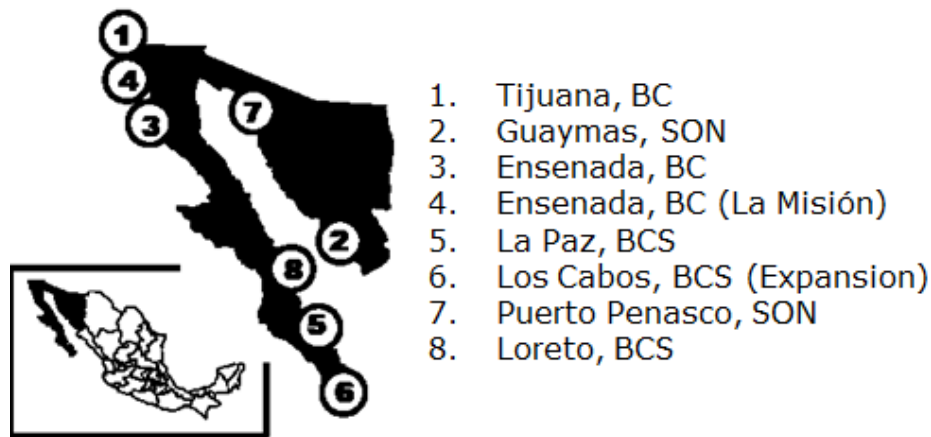 1
4
3
7
2
8
5
6
1. Tijuana, BC
2. Guaymas, SON
3. Ensenada, BC
4. Ensenada, BC (La Misión)
5. La Paz, BCS
6. Los Cabos, BCS (Expansion)
7. Puerto Penasco, SON
8. Loreto, BCS